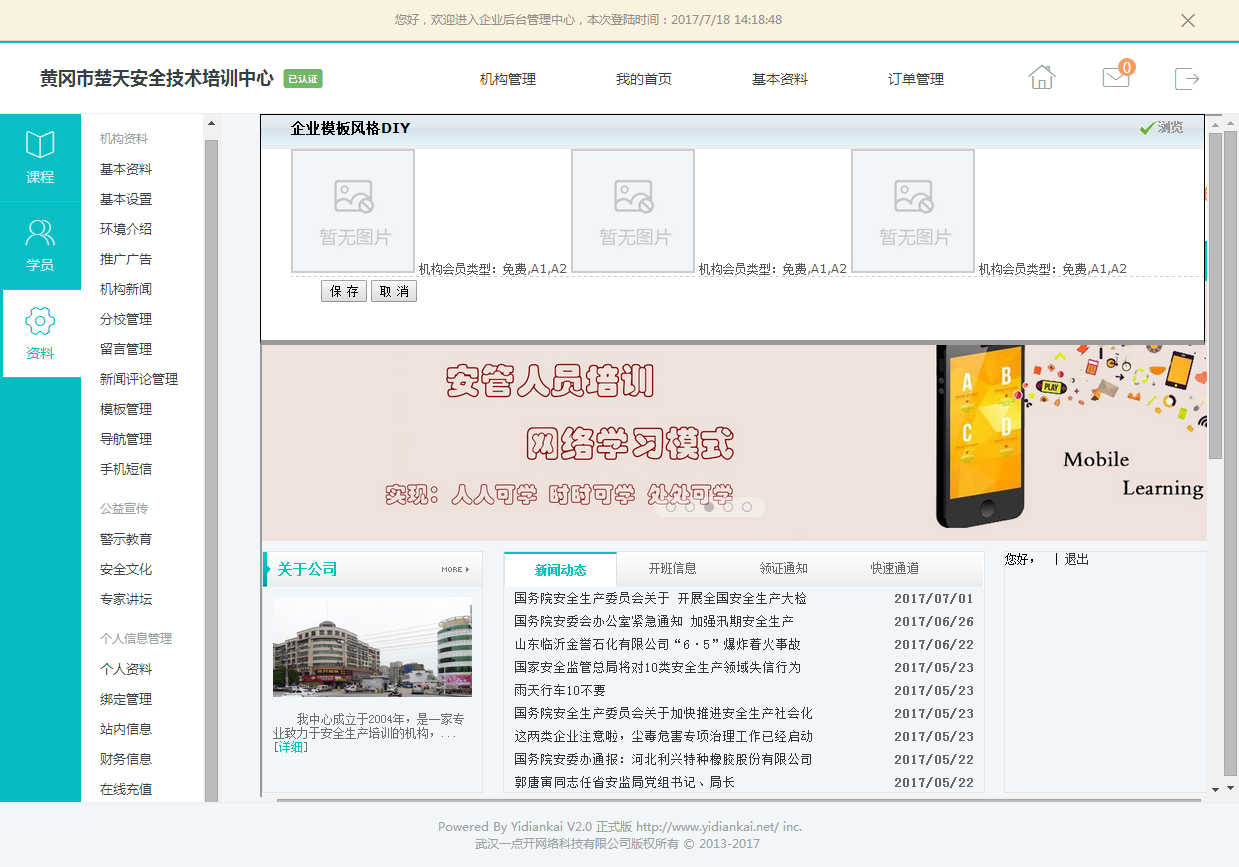 您好，欢迎进入企业后台管理中心，本次登陆时间：2017/7/18 14:18:48
黄冈市楚天安全技术培训中心 已认证 机构管理 我的首页 基本资料 订单管理 0
课程
学员
资料
机构资料
基本资料
基本设置
环境介绍
推广广告
机构新闻
分校管理
留言管理
新闻评论管理
模板管理
导航管理
手机短信
公益宣传
警示教育
安全文化
专家讲坛
个人信息管理
个人资料
绑定管理
站内信息
财务信息
在线充值
企业模板风格DIY 浏览
暂无图片 机构会员类型：免费,A1,A2 暂无图片 机构会员类型：免费,A1,A2 暂无图片 机构会员类型：免费,A1,A2
保 存 取 消
安管人员培训
网络学习模式
实现：人人可学 时时可学 处处可学
A B
C D
PLAY
Mobile
Learning
关于公司 MORE
我中心成立于2004年，是一家专
业致力于安全生产培训的机构，...
[详细]
新闻动态 开班信息 领证通知 快速通道
国务院安全生产委员会关于 开展全国安全生产大检 2017/07/01
国务院安委会办公室紧急通知 加强汛期安全生产 2017/06/26
山东临沂金誉石化有限公司“6·5”爆炸着火事故 2017/06/22
国家安全监管总局将对10类安全生产领域失信行为 2017/05/23
雨天行车10不要 2017/05/23
国务院安全生产委员会关于加快推进安全生产社会化 2017/05/23
这两类企业注意啦，尘毒危害专项治理工作已经启动 2017/05/23
国务院安委办通报：河北利兴特种橡胶股份有限公司 2017/05/22
郭唐寅同志任省安监局党组书记、局长 2017/05/22
您好， | 退出
Powered By Yidiankai V2.0 正式版 http://www.yidiankai.net/ inc.
武汉一点开网络科技有限公司版权所有 © 2013-2017